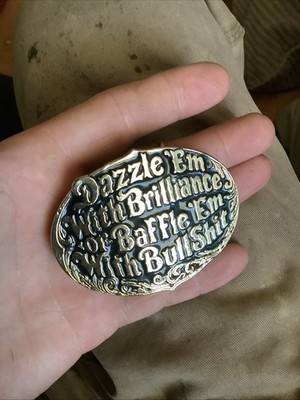 Dazzle 'Em
With Brilliance
or Baffle 'Em
With BullShit